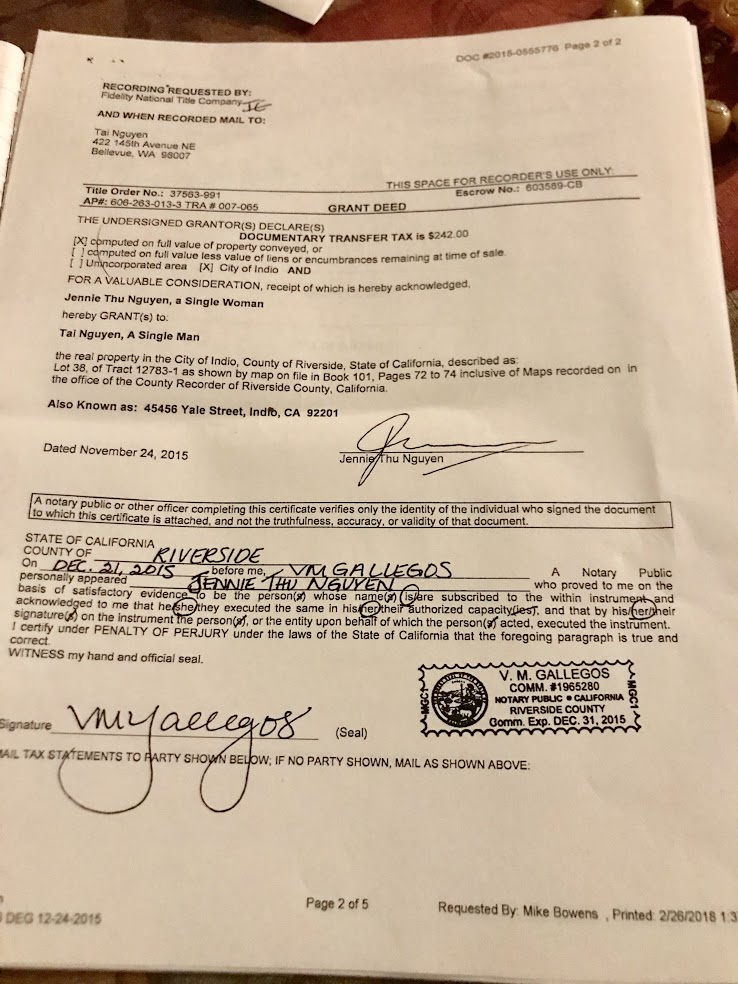 DOC #2015-0555776 Page 2 of 2
RECORDING REQUESTED BY:
Fidelity National Title Company
AND WHEN RECORDED MAIL TO:
Tai Nguyen
422 145th Avenue NE
Bellevue, WA 98007
THIS SPACE FOR RECORDER'S USE ONLY:
Title Order No.: 37563-991 Escrow No.: 603589-CB
AP#: 606-263-013-3 TRA # 007-065 GRANT DEED
THE UNDERSIGNED GRANTOR(S) DECLARE(S)
DOCUMENTARY TRANSFER TAX is $242.00
[X] computed on full value of property conveyed, or
[ ] computed on full value less value of liens or encumbrances remaining at time of sale.
[ ] Unincorporated area [X] City of Indio AND
FOR A VALUABLE CONSIDERATION, receipt of which is hereby acknowledged,
Jennie Thu Nguyen, a Single Woman
hereby GRANT(s) to:
Tai Nguyen, A Single Man
the real property in the City of Indio, County of Riverside, State of California, described as:
Lot 38, of Tract 12783-1 as shown by map on file in Book 101, Pages 72 to 74 inclusive of Maps recorded on in
the office of the County Recorder of Riverside County, California.
Also Known as: 45456 Yale Street, Indio, CA 92201
Dated November 24, 2015
Jennie Thu Nguyen
A notary public or other officer completing this certificate verifies only the identity of the individual who signed the document
to which this certificate is attached, and not the truthfulness, accuracy, or validity of that document.
STATE OF CALIFORNIA
COUNTY OF RIVERSIDE
On DEC. 21, 2015 before me, VM GALLEGOS A Notary Public
personally appeared JENNIE THU NGUYEN who proved to me on the
basis of satisfactory evidence to be the person(s) whose name(s) is/are subscribed to the within instrument and
acknowledged to me that he/she/they executed the same in his/her/their authorized capacity(ies), and that by his/her/their
signature(s) on the instrument the person(s), or the entity upon behalf of which the person(s) acted, executed the instrument.
I certify under PENALTY OF PERJURY under the laws of the State of California that the foregoing paragraph is true and
correct.
WITNESS my hand and official seal.
V. M. GALLEGOS
COMM. #1965280
NOTARY PUBLIC • CALIFORNIA
RIVERSIDE COUNTY
Comm. Exp. DEC. 31, 2015
MGC1
MGC1
Signature VMGallegos (Seal)
MAIL TAX STATEMENTS TO PARTY SHOWN BELOW; IF NO PARTY SHOWN, MAIL AS SHOWN ABOVE:
DEG 12-24-2015 Page 2 of 5 Requested By: Mike Bowens , Printed: 2/26/2018 1:3